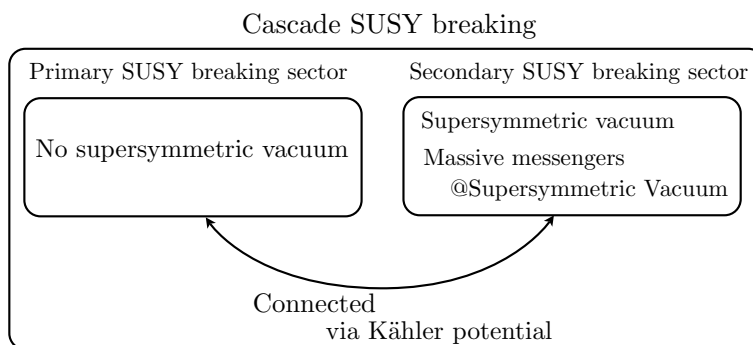 Cascade SUSY breaking
Primary SUSY breaking sector
No supersymmetric vacuum
Secondary SUSY breaking sector
Supersymmetric vacuum
Massive messengers
@Supersymmetric Vacuum
Connected
via Kähler potential